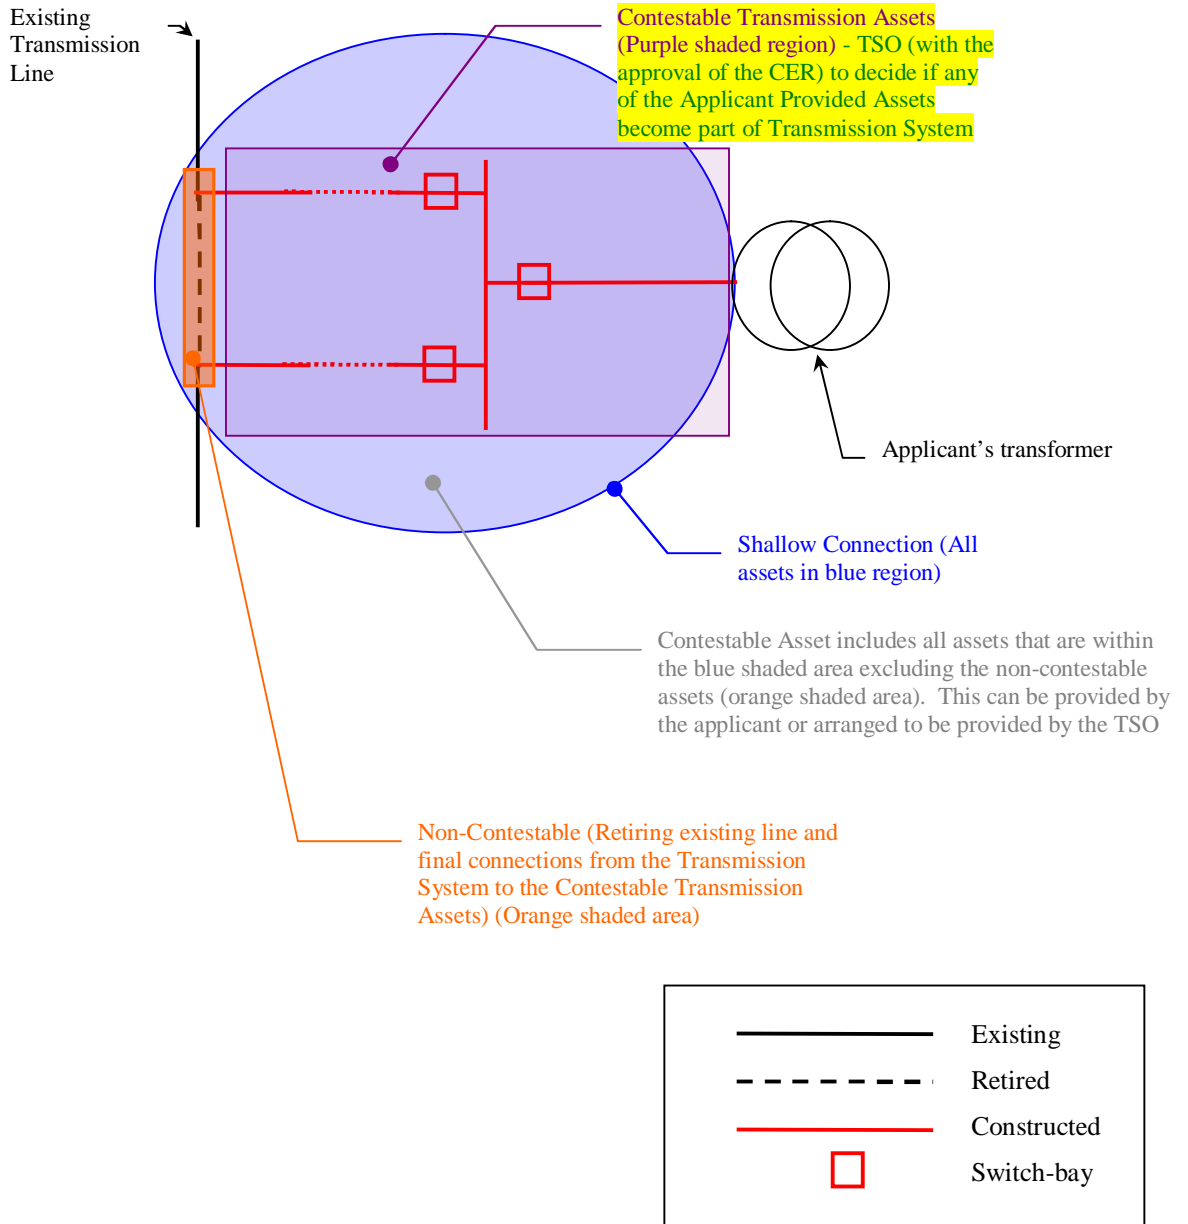 Existing
Transmission
Line
Contestable Transmission Assets
(Purple shaded region) - TSO (with the
approval of the CER) to decide if any
of the Applicant Provided Assets
become part of Transmission System
Applicant’s transformer
Shallow Connection (All
assets in blue region)
Contestable Asset includes all assets that are within
the blue shaded area excluding the non-contestable
assets (orange shaded area).  This can be provided by
the applicant or arranged to be provided by the TSO
Non-Contestable (Retiring existing line and
final connections from the Transmission
System to the Contestable Transmission
Assets) (Orange shaded area)
Existing
Retired
Constructed
Switch-bay